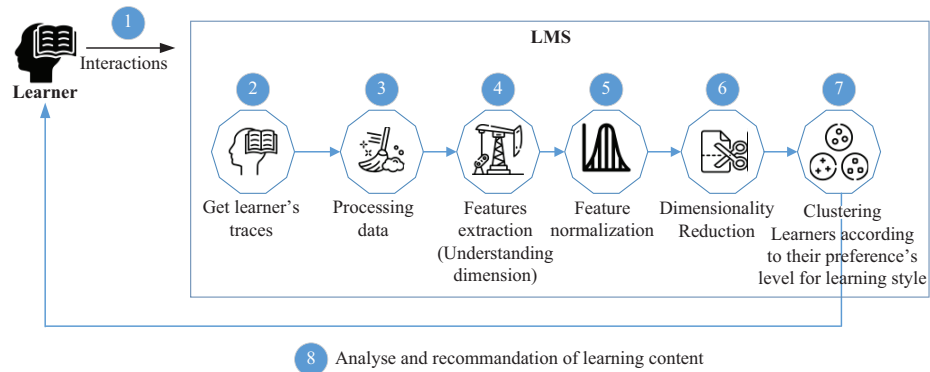 1
Interactions
Learner
LMS
2
Get learner's
traces
3
Processing
data
4
Features
extraction
(Understanding
dimension)
5
Feature
normalization
6
Dimensionality
Reduction
7
Clustering
Learners according
to their preference's
level for learning style
8 Analyse and recommandation of learning content